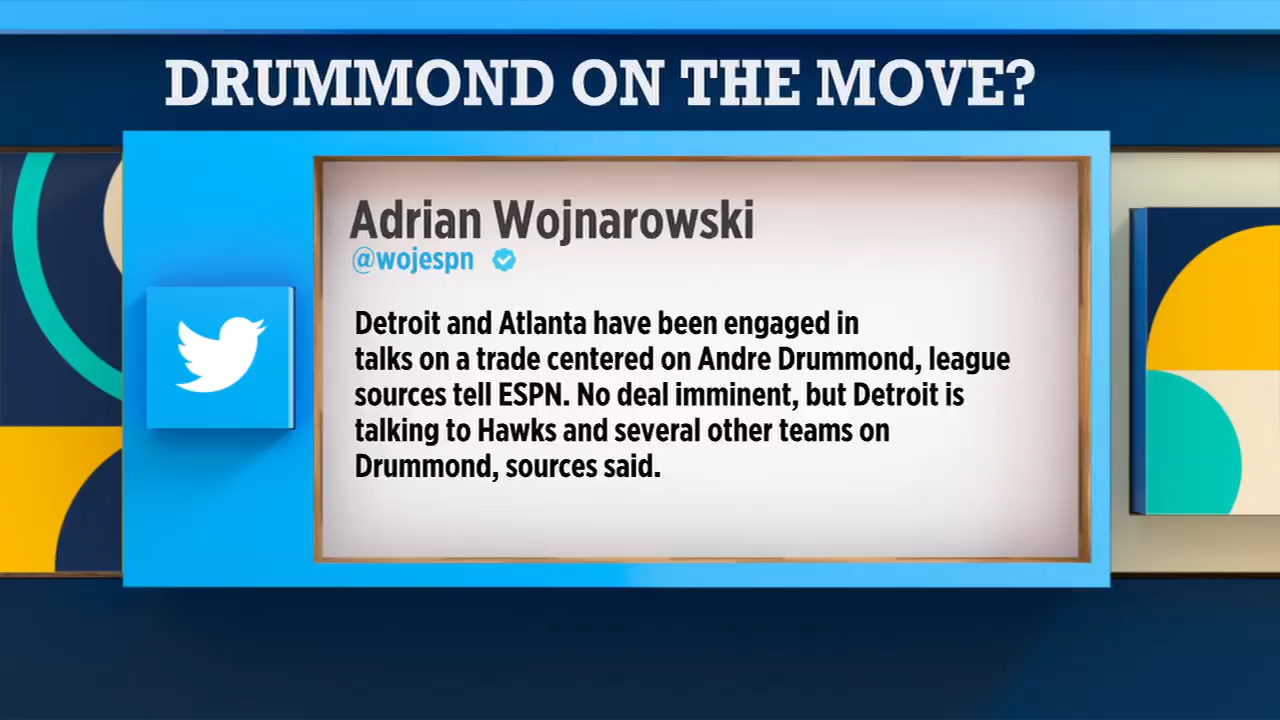 DRUMMOND ON THE MOVE?
Adrian Wojnarowski
@wojespn
Detroit and Atlanta have been engaged in
talks on a trade centered on Andre Drummond, league
sources tell ESPN. No deal imminent, but Detroit is
talking to Hawks and several other teams on
Drummond, sources said.